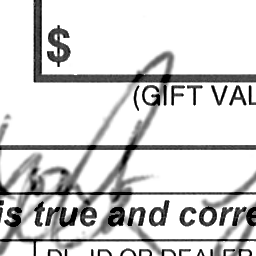 $
(GIFT VAL
is true and corre
DL, ID OR DEALER